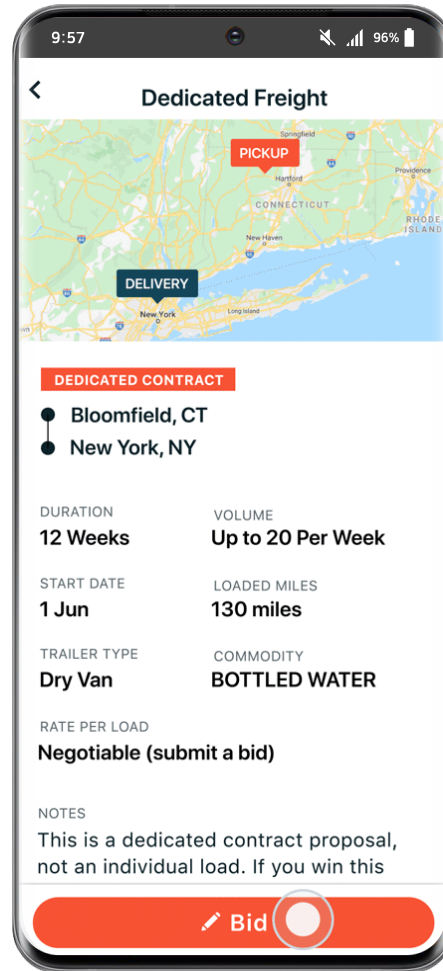 9:57
96%
Dedicated Freight
Springfield
PICKUP
Providence
Hartford
CONNECTICUT
RHODE
ISLAND
New Haven
DELIVERY
New York
Long Island
DEDICATED CONTRACT
Bloomfield, CT
New York, NY
DURATION
VOLUME
12 Weeks
Up to 20 Per Week
START DATE
LOADED MILES
1 Jun
130 miles
TRAILER TYPE
COMMODITY
Dry Van
BOTTLED WATER
RATE PER LOAD
Negotiable (submit a bid)
NOTES
This is a dedicated contract proposal,
not an individual load. If you win this
Bid